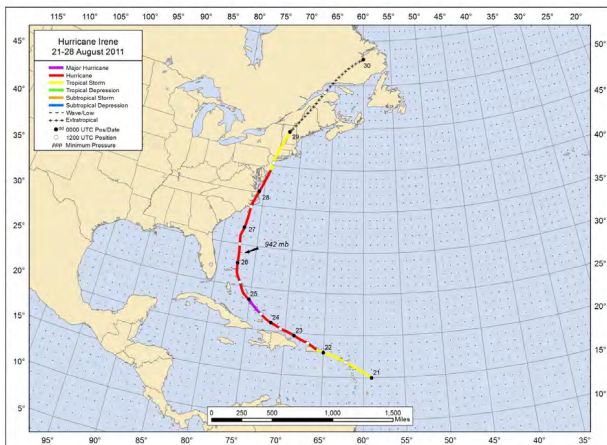 115° 110° 105° 100° 95° 90° 85° 80° 75° 70° 65° 60° 55° 50° 45° 40° 35° 30° 25° 20°
Hurricane Irene
21-28 August 2011
Major Hurricane
Hurricane
Tropical Storm
Tropical Depression
Subtropical Storm
Subtropical Depression
Wave/Low
Extratropical
00 0000 UTC Pos/Date
1200 UTC Position
PPP Minimum Pressure
45°
40°
35°
30°
25°
20°
15°
10°
5°
50°
45°
40°
35°
30°
25°
20°
15°
10°
30
29
28
27
942 mb
26
25
24
23
22
21
0 250 500 1,000 1,500
Miles
95° 90° 85° 80° 75° 70° 65° 60° 55° 50° 45° 40° 35°